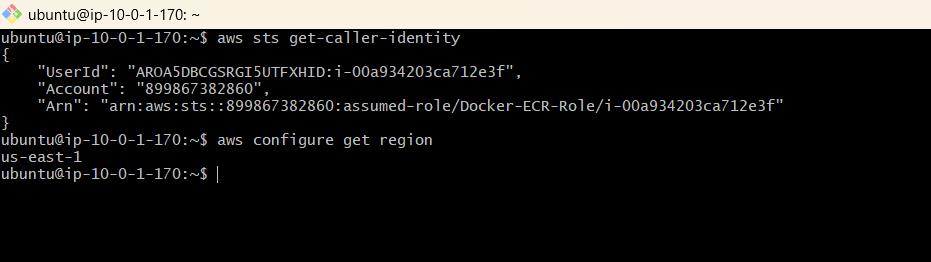 ubuntu@ip-10-0-1-170: ~
ubuntu@ip-10-0-1-170:~$ aws sts get-caller-identity
{
    "UserId": "AROA5DBCGSRGI5UTFXHID:i-00a934203ca712e3f",
    "Account": "899867382860",
    "Arn": "arn:aws:sts::899867382860:assumed-role/Docker-ECR-Role/i-00a934203ca712e3f"
}
ubuntu@ip-10-0-1-170:~$ aws configure get region
us-east-1
ubuntu@ip-10-0-1-170:~$